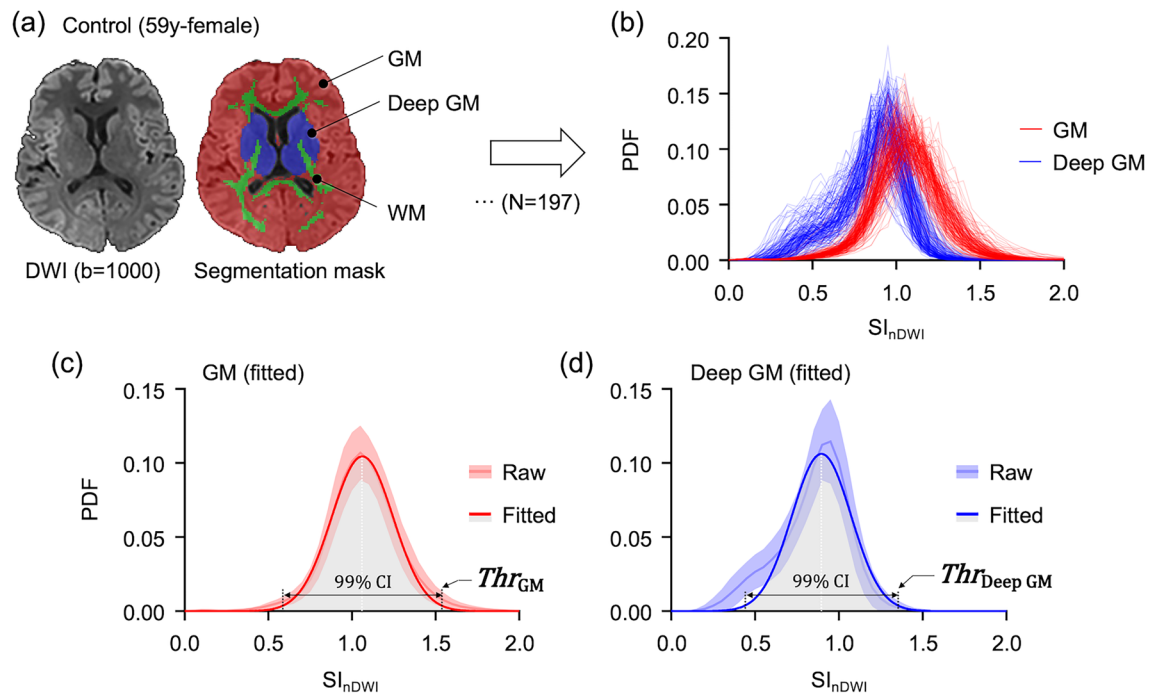 (a) Control (59y-female)
GM
Deep GM
WM
DWI (b=1000)
Segmentation mask
··· (N=197)
(b)
PDF
0.20
0.15
0.10
0.05
0.00
0.0 0.5 1.0 1.5 2.0
SInDWI
GM
Deep GM
(c) GM (fitted)
PDF
0.15
0.10
0.05
0.00
0.0 0.5 1.0 1.5 2.0
SInDWI
Raw
Fitted
99% CI
ThrGM
(d) Deep GM (fitted)
0.15
0.10
0.05
0.00
0.0 0.5 1.0 1.5 2.0
SInDWI
Raw
Fitted
99% CI
ThrDeep GM